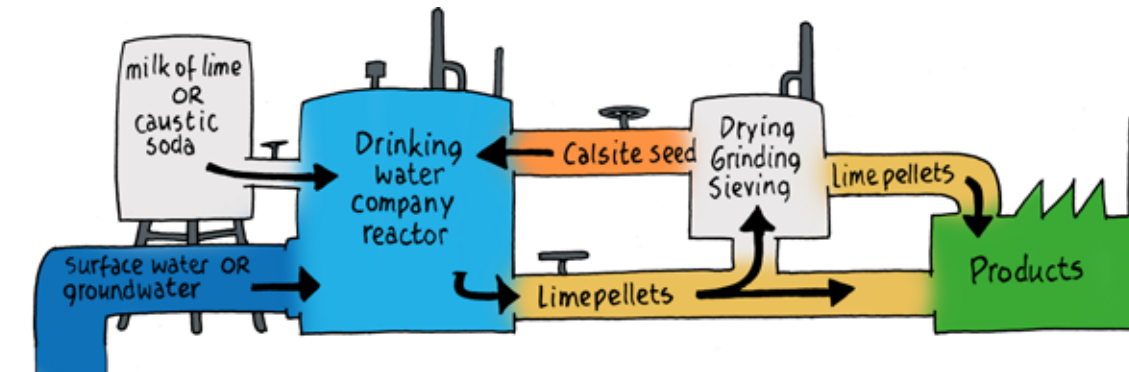 milk of lime
OR
caustic
soda
Drinking
water
company
reactor
Calsite seed
Drying
Grinding
Sieving
Lime pellets
Surface water OR
groundwater
Limepellets
Products